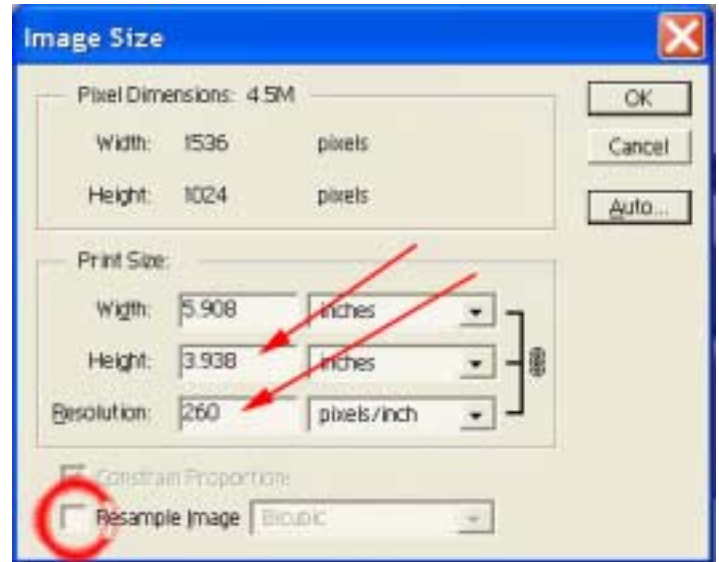 Image Size
Pixel Dimensions: 4.5M
OK
Width: 1536 pixels
Cancel
Height: 1024 pixels
Auto...
Print Size:
Width: 5.908 inches
Height: 3.938 inches
Resolution: 260 pixels/inch
Constrain Proportions
Resample Image Bicubic